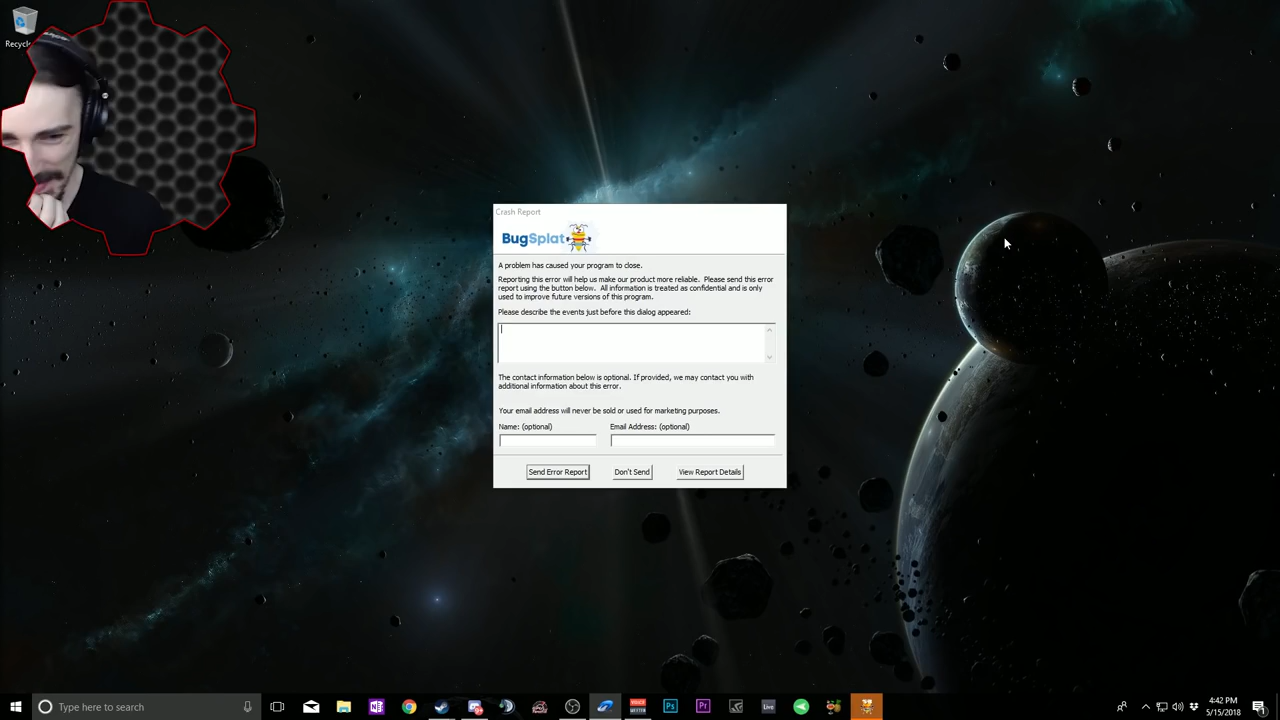 Recyc
Crash Report
BugSplat
A problem has caused your program to close.
Reporting this error will help us make our product more reliable. Please send this error
report using the button below. All information is treated as confidential and is only
used to improve future versions of this program.
Please describe the events just before this dialog appeared:
The contact information below is optional. If provided, we may contact you with
additional information about this error.
Your email address will never be sold or used for marketing purposes.
Name: (optional) Email Address: (optional)
Send Error Report Don't Send View Report Details
Type here to search
Ps Pr Live
4:42 PM
5/15/2018